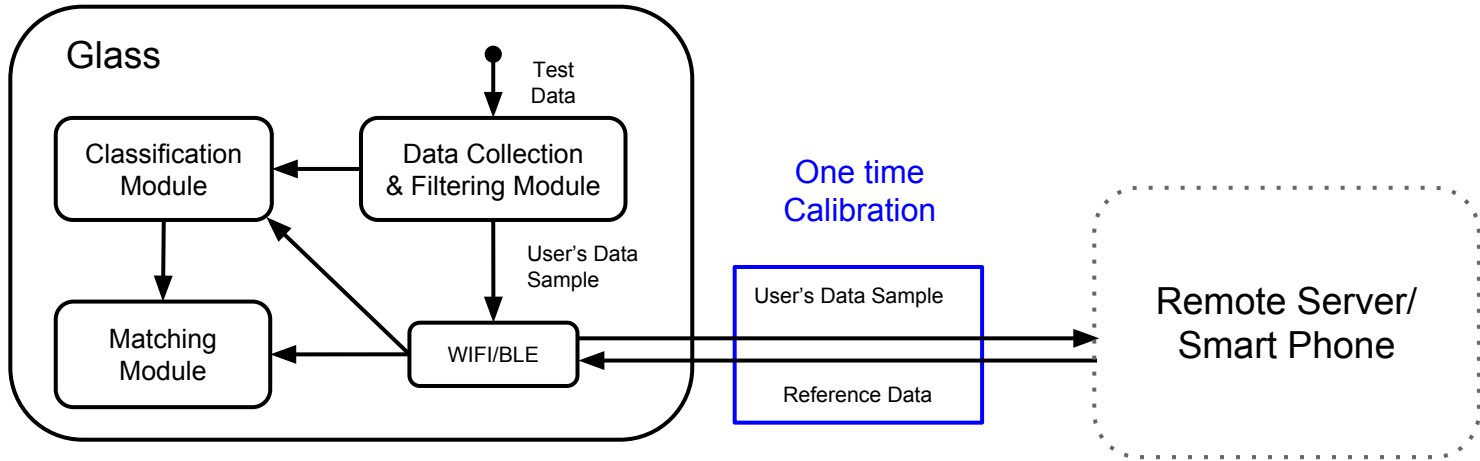 Glass
Test
Data
Classification
Module
Data Collection
& Filtering Module
User's Data
Sample
Matching
Module
WIFI/BLE
One time
Calibration
User's Data Sample
Reference Data
Remote Server/
Smart Phone